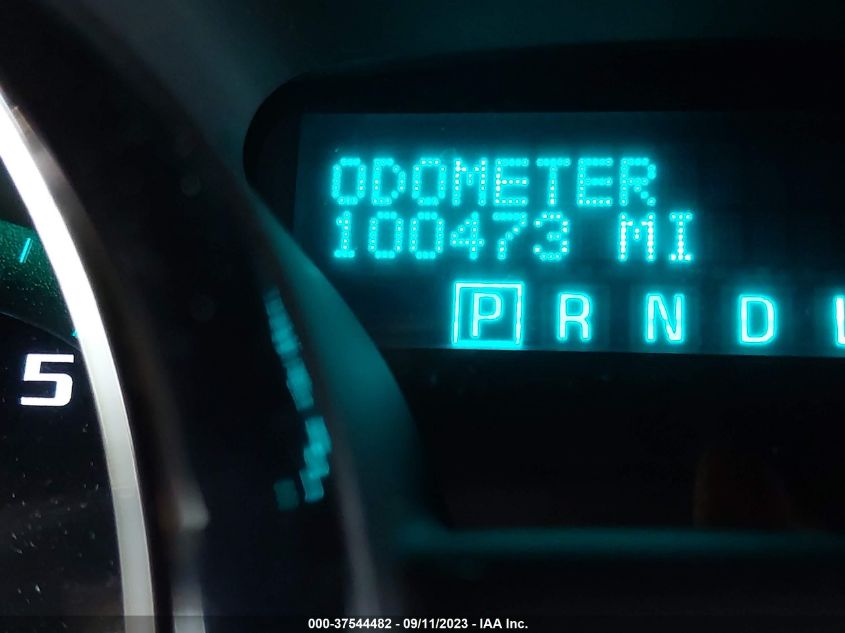 ODOMETER
100473 MI
P R N D
5
000-37544482 - 09/11/2023 - IAA Inc.